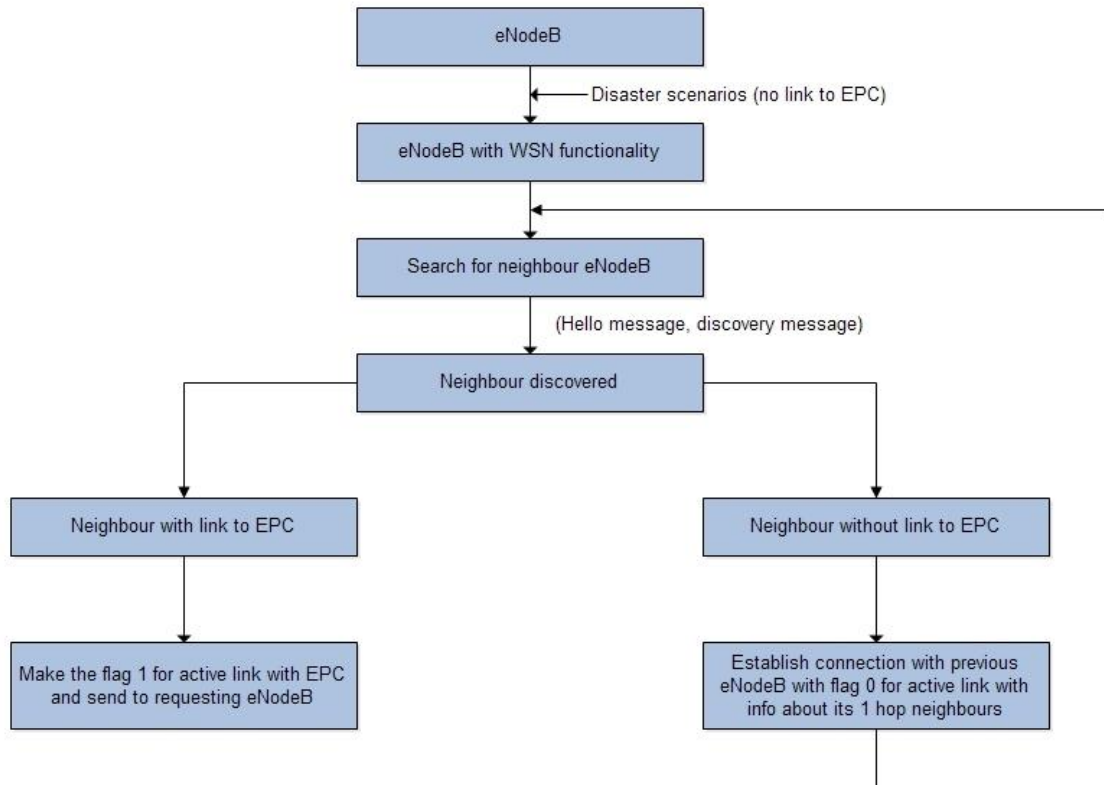 eNodeB
Disaster scenarios (no link to EPC)
eNodeB with WSN functionality
Search for neighbour eNodeB
(Hello message, discovery message)
Neighbour discovered
Neighbour with link to EPC
Neighbour without link to EPC
Make the flag 1 for active link with EPC
and send to requesting eNodeB
Establish connection with previous
eNodeB with flag 0 for active link with
info about its 1 hop neighbours